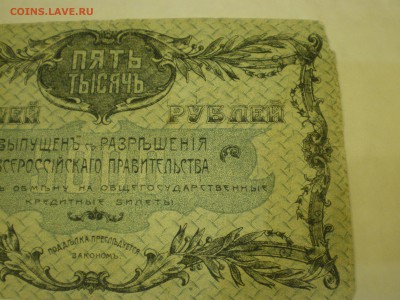 COINS.LAVE.RU
ПЯТЬ
ТЫСЯЧЪ
ЛЕЙ РУБЛЕЙ
ВЫПУЩЕНЪ съ РАЗРѢШЕНІЯ
ВСЕРОССІЙСКАГО ПРАВИТЕЛЬСТВА
ОБМѢНУ НА ОБЩЕГОСУДАРСТВЕННЫЕ
КРЕДИТНЫЕ БИЛЕТЫ
ПОДДѢЛКА ПРЕСЛѢДУЕТСЯ
ЗАКОНОМЪ